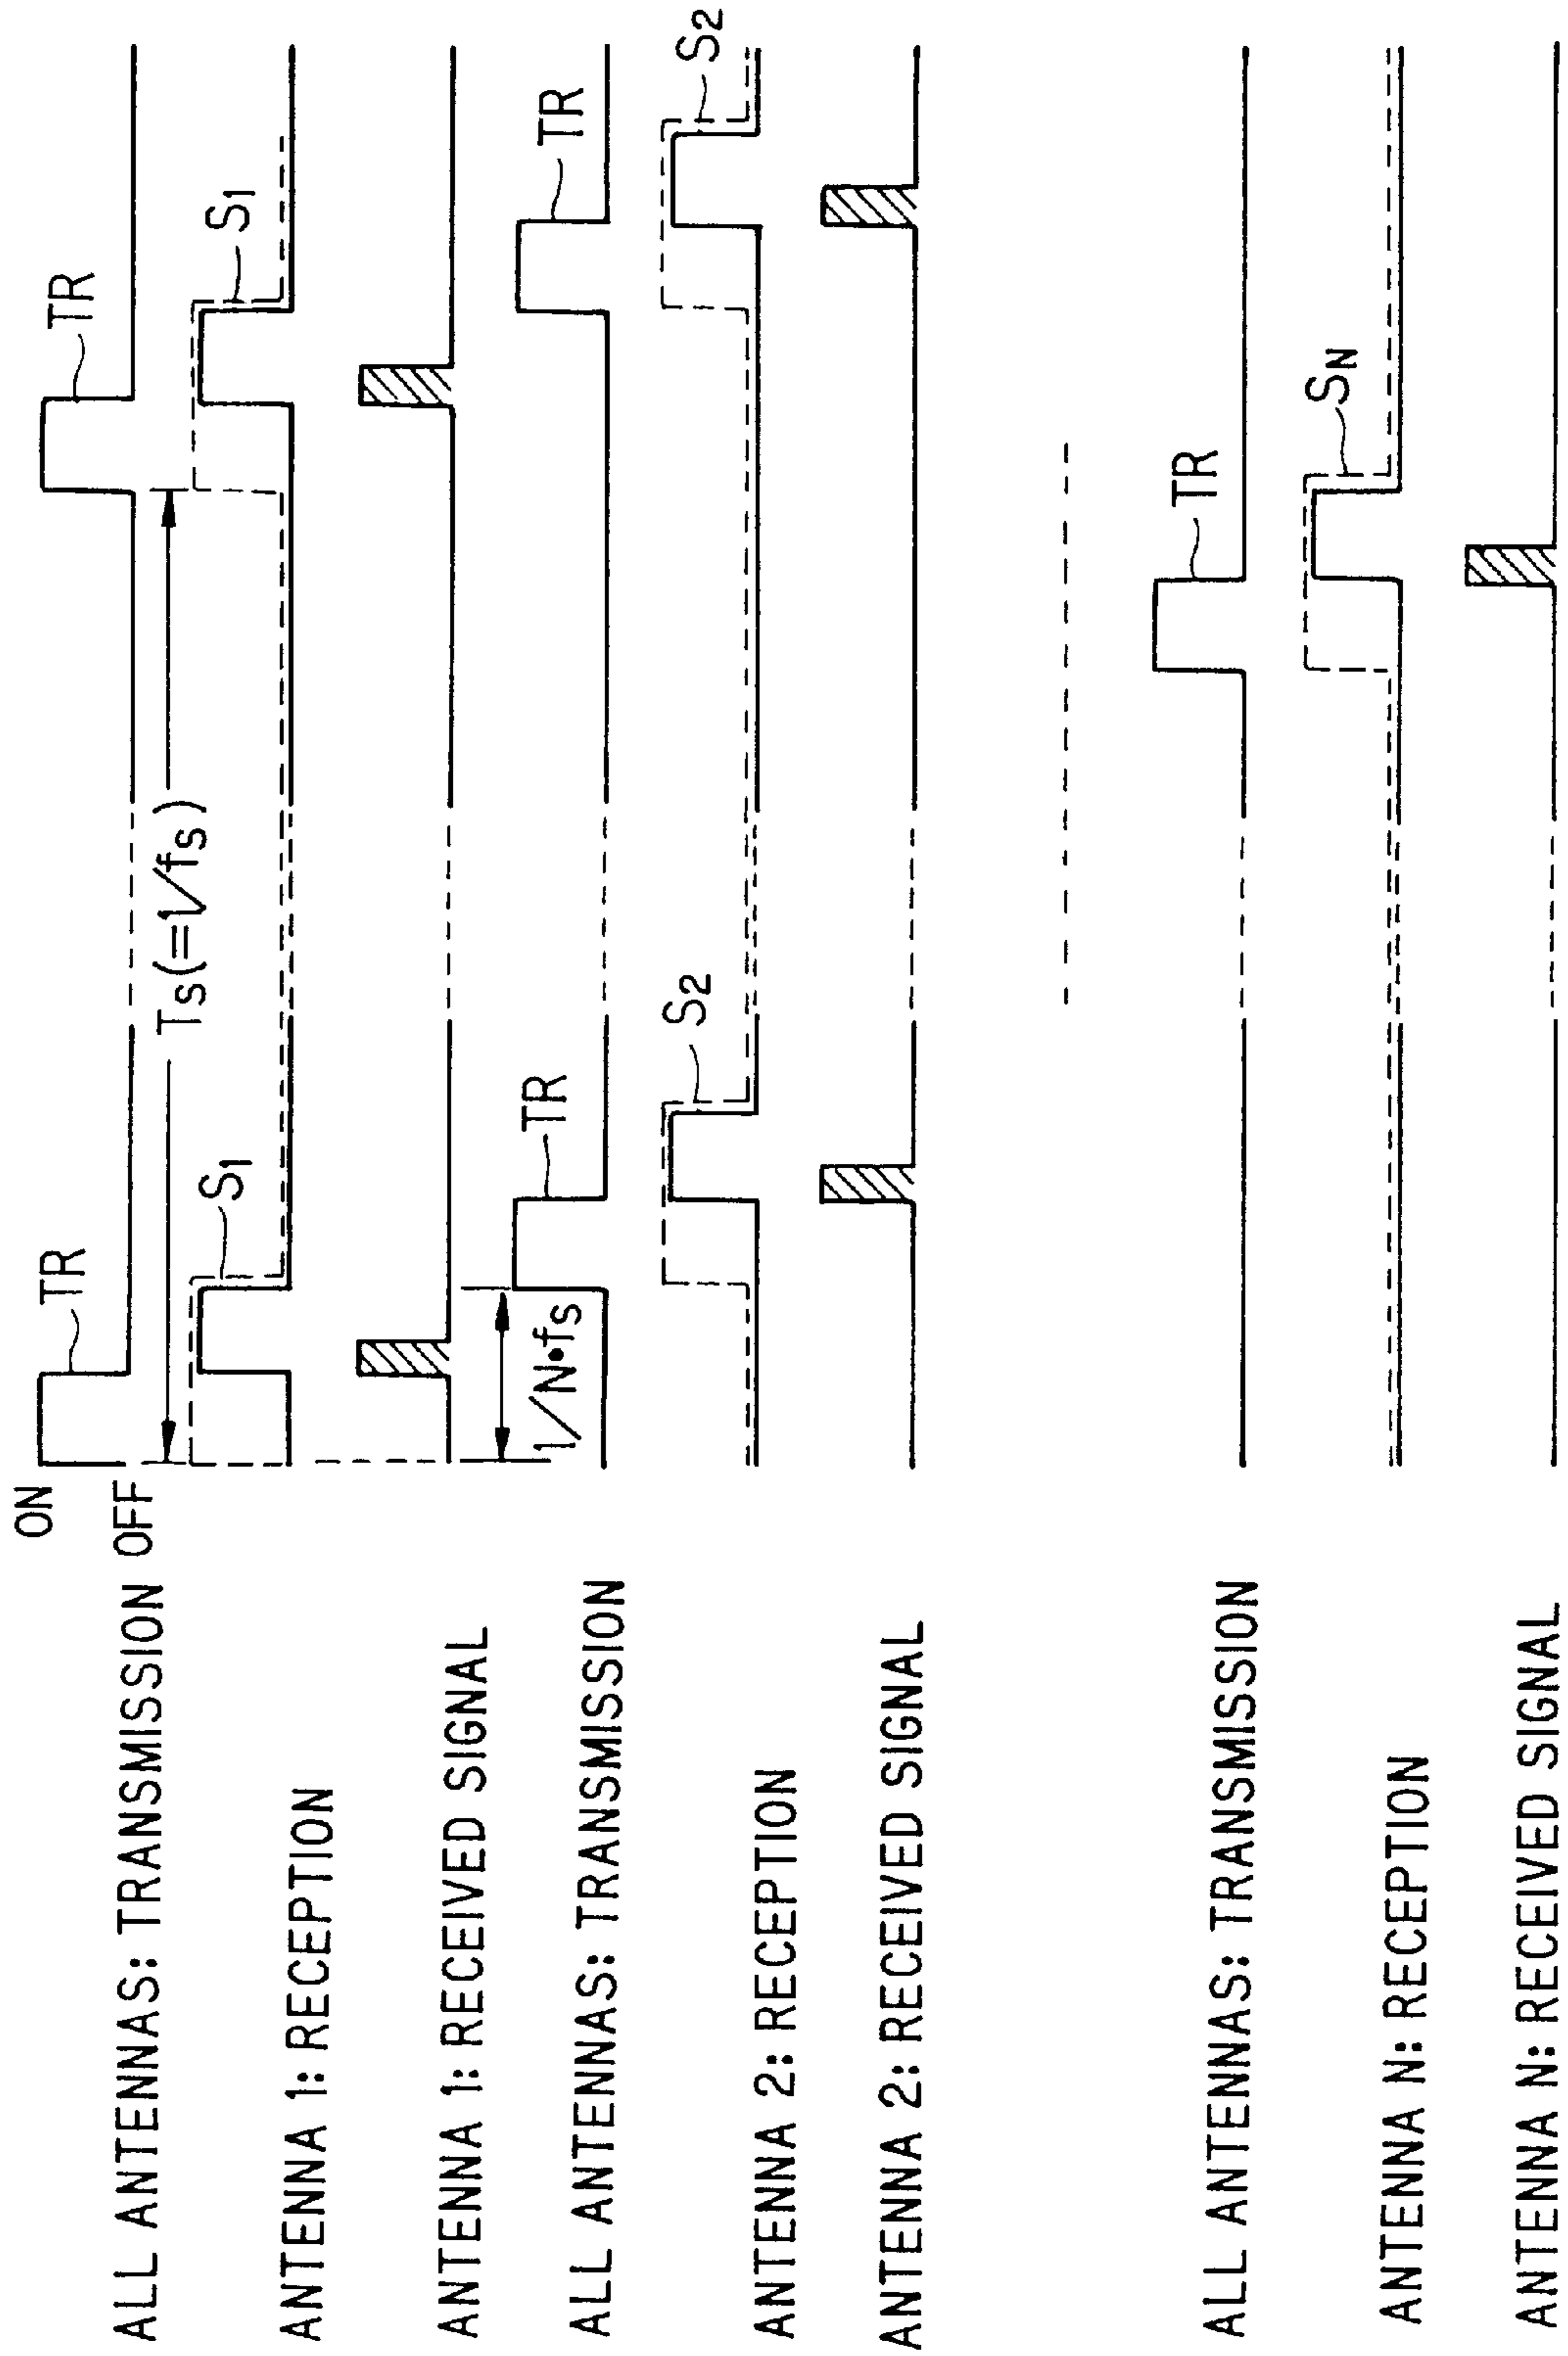 ON
ALL ANTENNAS: TRANSMISSION OFF
TR
TR
Ts(=1/fs)
ANTENNA 1: RECEPTION
S1
S1
ANTENNA 1: RECEIVED SIGNAL
1/N•fs
ALL ANTENNAS: TRANSMISSION
TR
TR
ANTENNA 2: RECEPTION
S2
S2
ANTENNA 2: RECEIVED SIGNAL
ALL ANTENNAS: TRANSMISSION
TR
ANTENNA N: RECEPTION
SN
ANTENNA N: RECEIVED SIGNAL